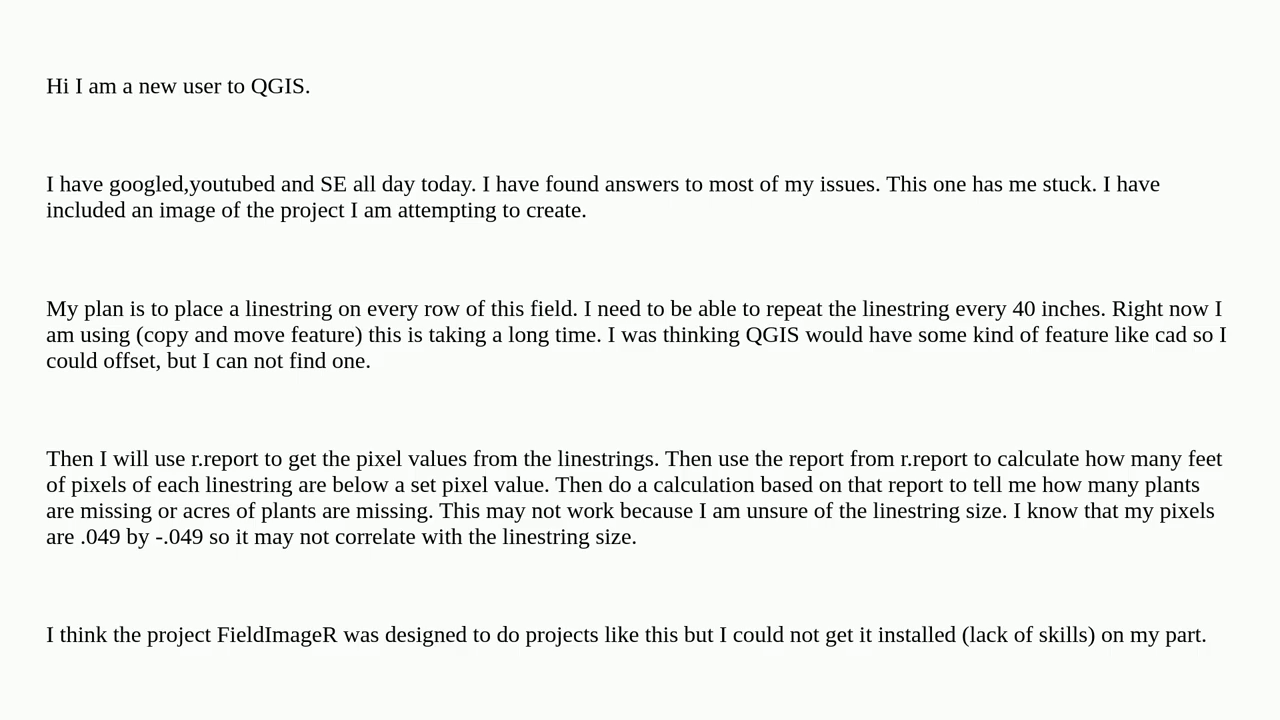 Hi I am a new user to QGIS.
I have googled,youtubed and SE all day today. I have found answers to most of my issues. This one has me stuck. I have
included an image of the project I am attempting to create.
My plan is to place a linestring on every row of this field. I need to be able to repeat the linestring every 40 inches. Right now I
am using (copy and move feature) this is taking a long time. I was thinking QGIS would have some kind of feature like cad so I
could offset, but I can not find one.
Then I will use r.report to get the pixel values from the linestrings. Then use the report from r.report to calculate how many feet
of pixels of each linestring are below a set pixel value. Then do a calculation based on that report to tell me how many plants
are missing or acres of plants are missing. This may not work because I am unsure of the linestring size. I know that my pixels
are .049 by -.049 so it may not correlate with the linestring size.
I think the project FieldImageR was designed to do projects like this but I could not get it installed (lack of skills) on my part.